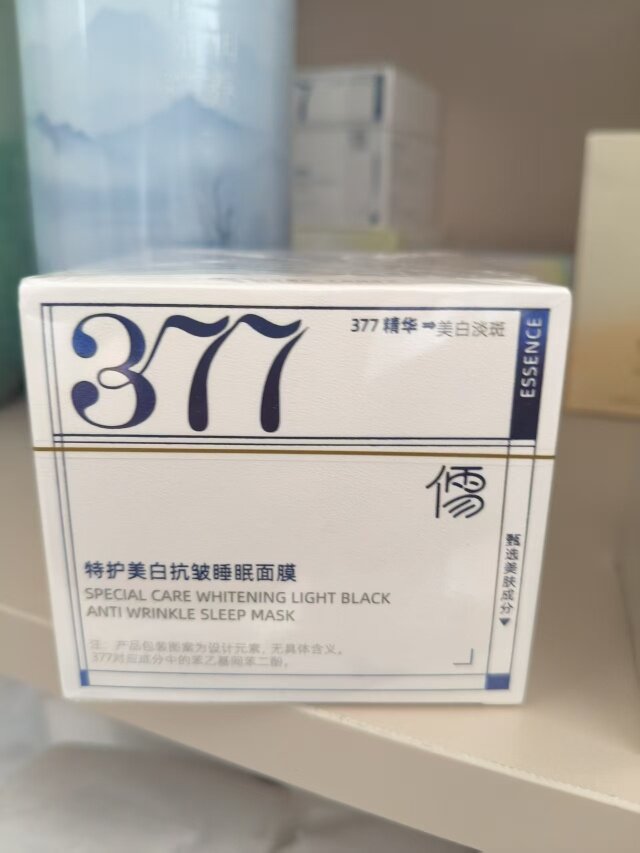 377
377 精华 ➡美白淡斑
ESSENCE
特护美白抗皱睡眠面膜
SPECIAL CARE WHITENING LIGHT BLACK
ANTI WRINKLE SLEEP MASK
甄选美肤成分▼
注：产品包装图案为设计元素，无具体含义。
377对应成分中的苯乙基间苯二酚。
77